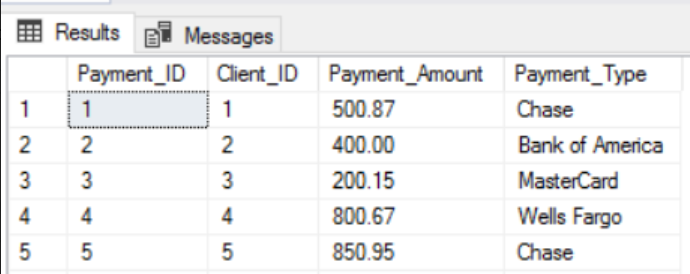 Results Messages
Payment_ID Client_ID Payment_Amount Payment_Type
1 1 1 500.87 Chase
2 2 2 400.00 Bank of America
3 3 3 200.15 MasterCard
4 4 4 800.67 Wells Fargo
5 5 5 850.95 Chase